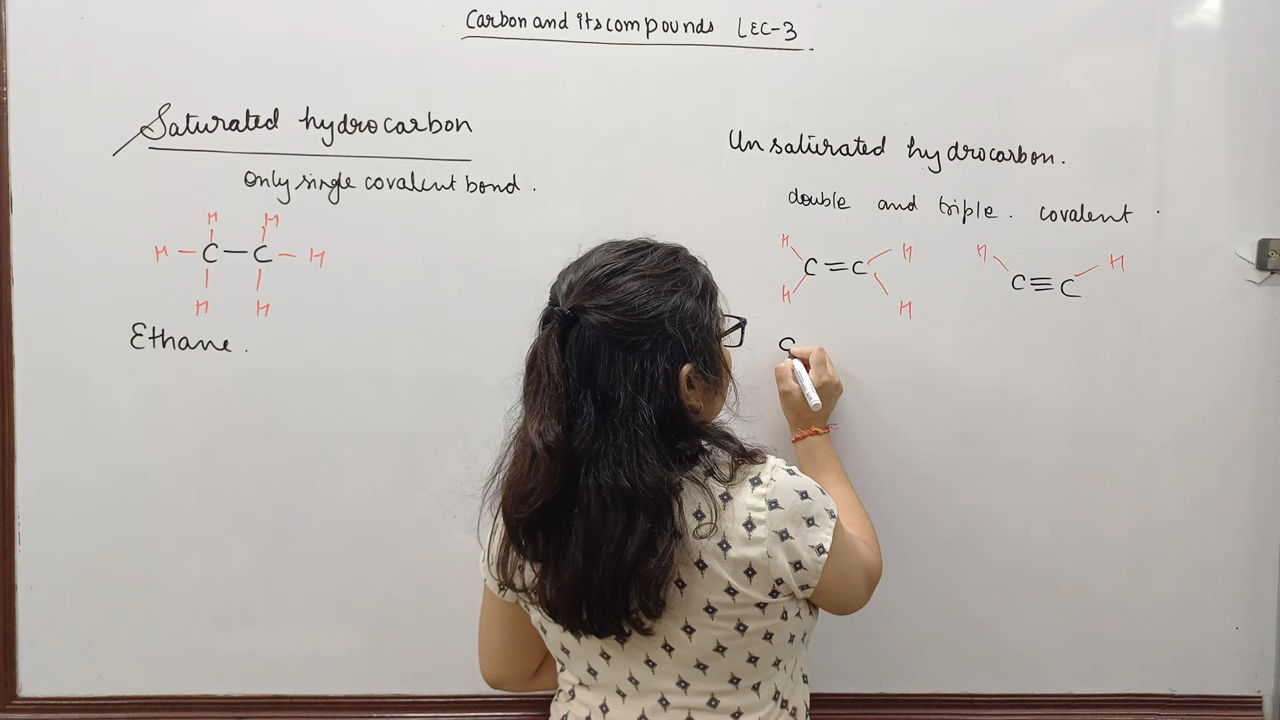 Carbon and its compounds LEC-3
Saturated hydrocarbon
Only single covalent bond.
H H
H - C - C - H
H H
Ethane.
Unsaturated hydrocarbon.
double and triple. covalent.
H H
C = C
H H
H H
C ≡ C